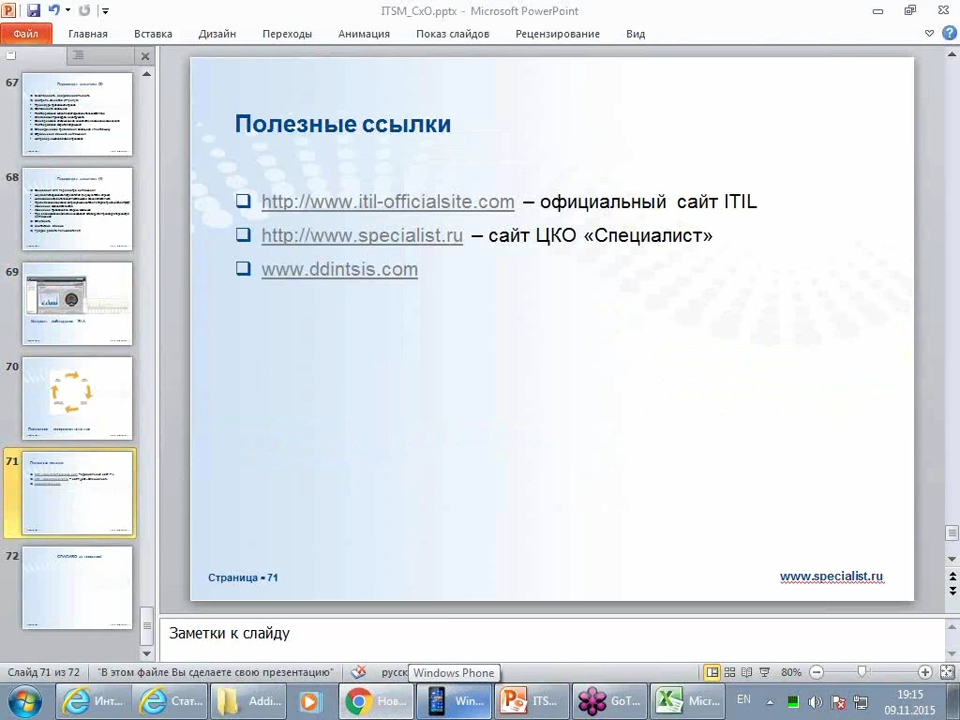 ITSM_CxO.pptx - Microsoft PowerPoint
Файл Главная Вставка Дизайн Переходы Анимация Показ слайдов Рецензирование Вид
67
68
69
70
71
72
Полезные ссылки
http://www.itil-officialsite.com – официальный сайт ITIL
http://www.specialist.ru – сайт ЦКО «Специалист»
www.ddintsis.com
Страница ▪ 71
www.specialist.ru
Заметки к слайду
Слайд 71 из 72 "В этом файле Вы сделаете свою презентацию" русск Windows Phone 80%
Инт... Стат... Addi... Нов... Win... ITS... GoT... Micr... EN 19:15
09.11.2015